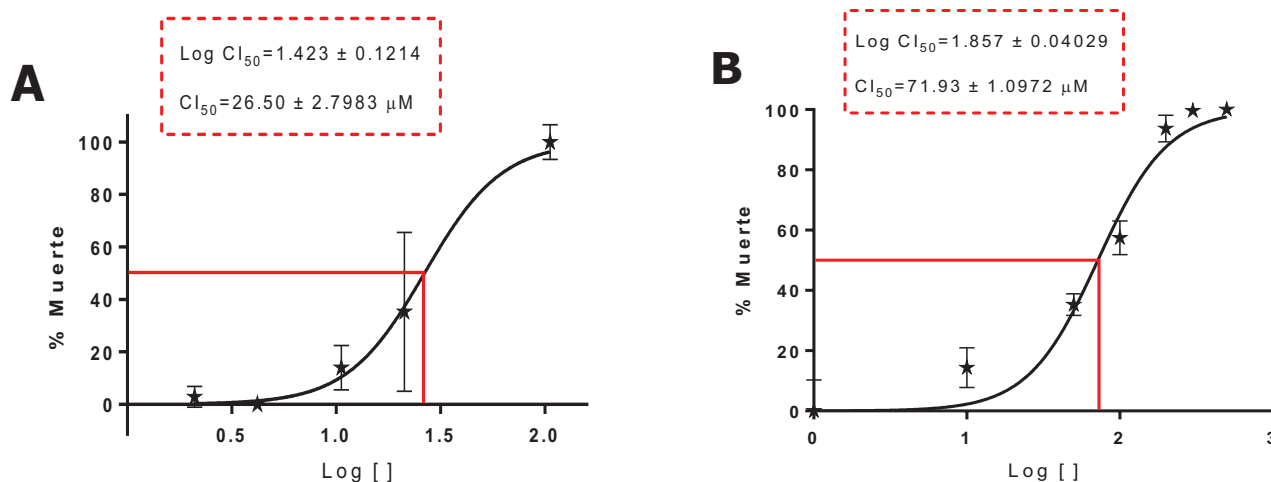 A
Log CI50=1.423 ± 0.1214
CI50=26.50 ± 2.7983 µM
% Muerte
100
80
60
40
20
0
0.5 1.0 1.5 2.0
Log [ ]
B
Log CI50=1.857 ± 0.04029
CI50=71.93 ± 1.0972 µM
% Muerte
100
80
60
40
20
0
0 1 2 3
Log [ ]